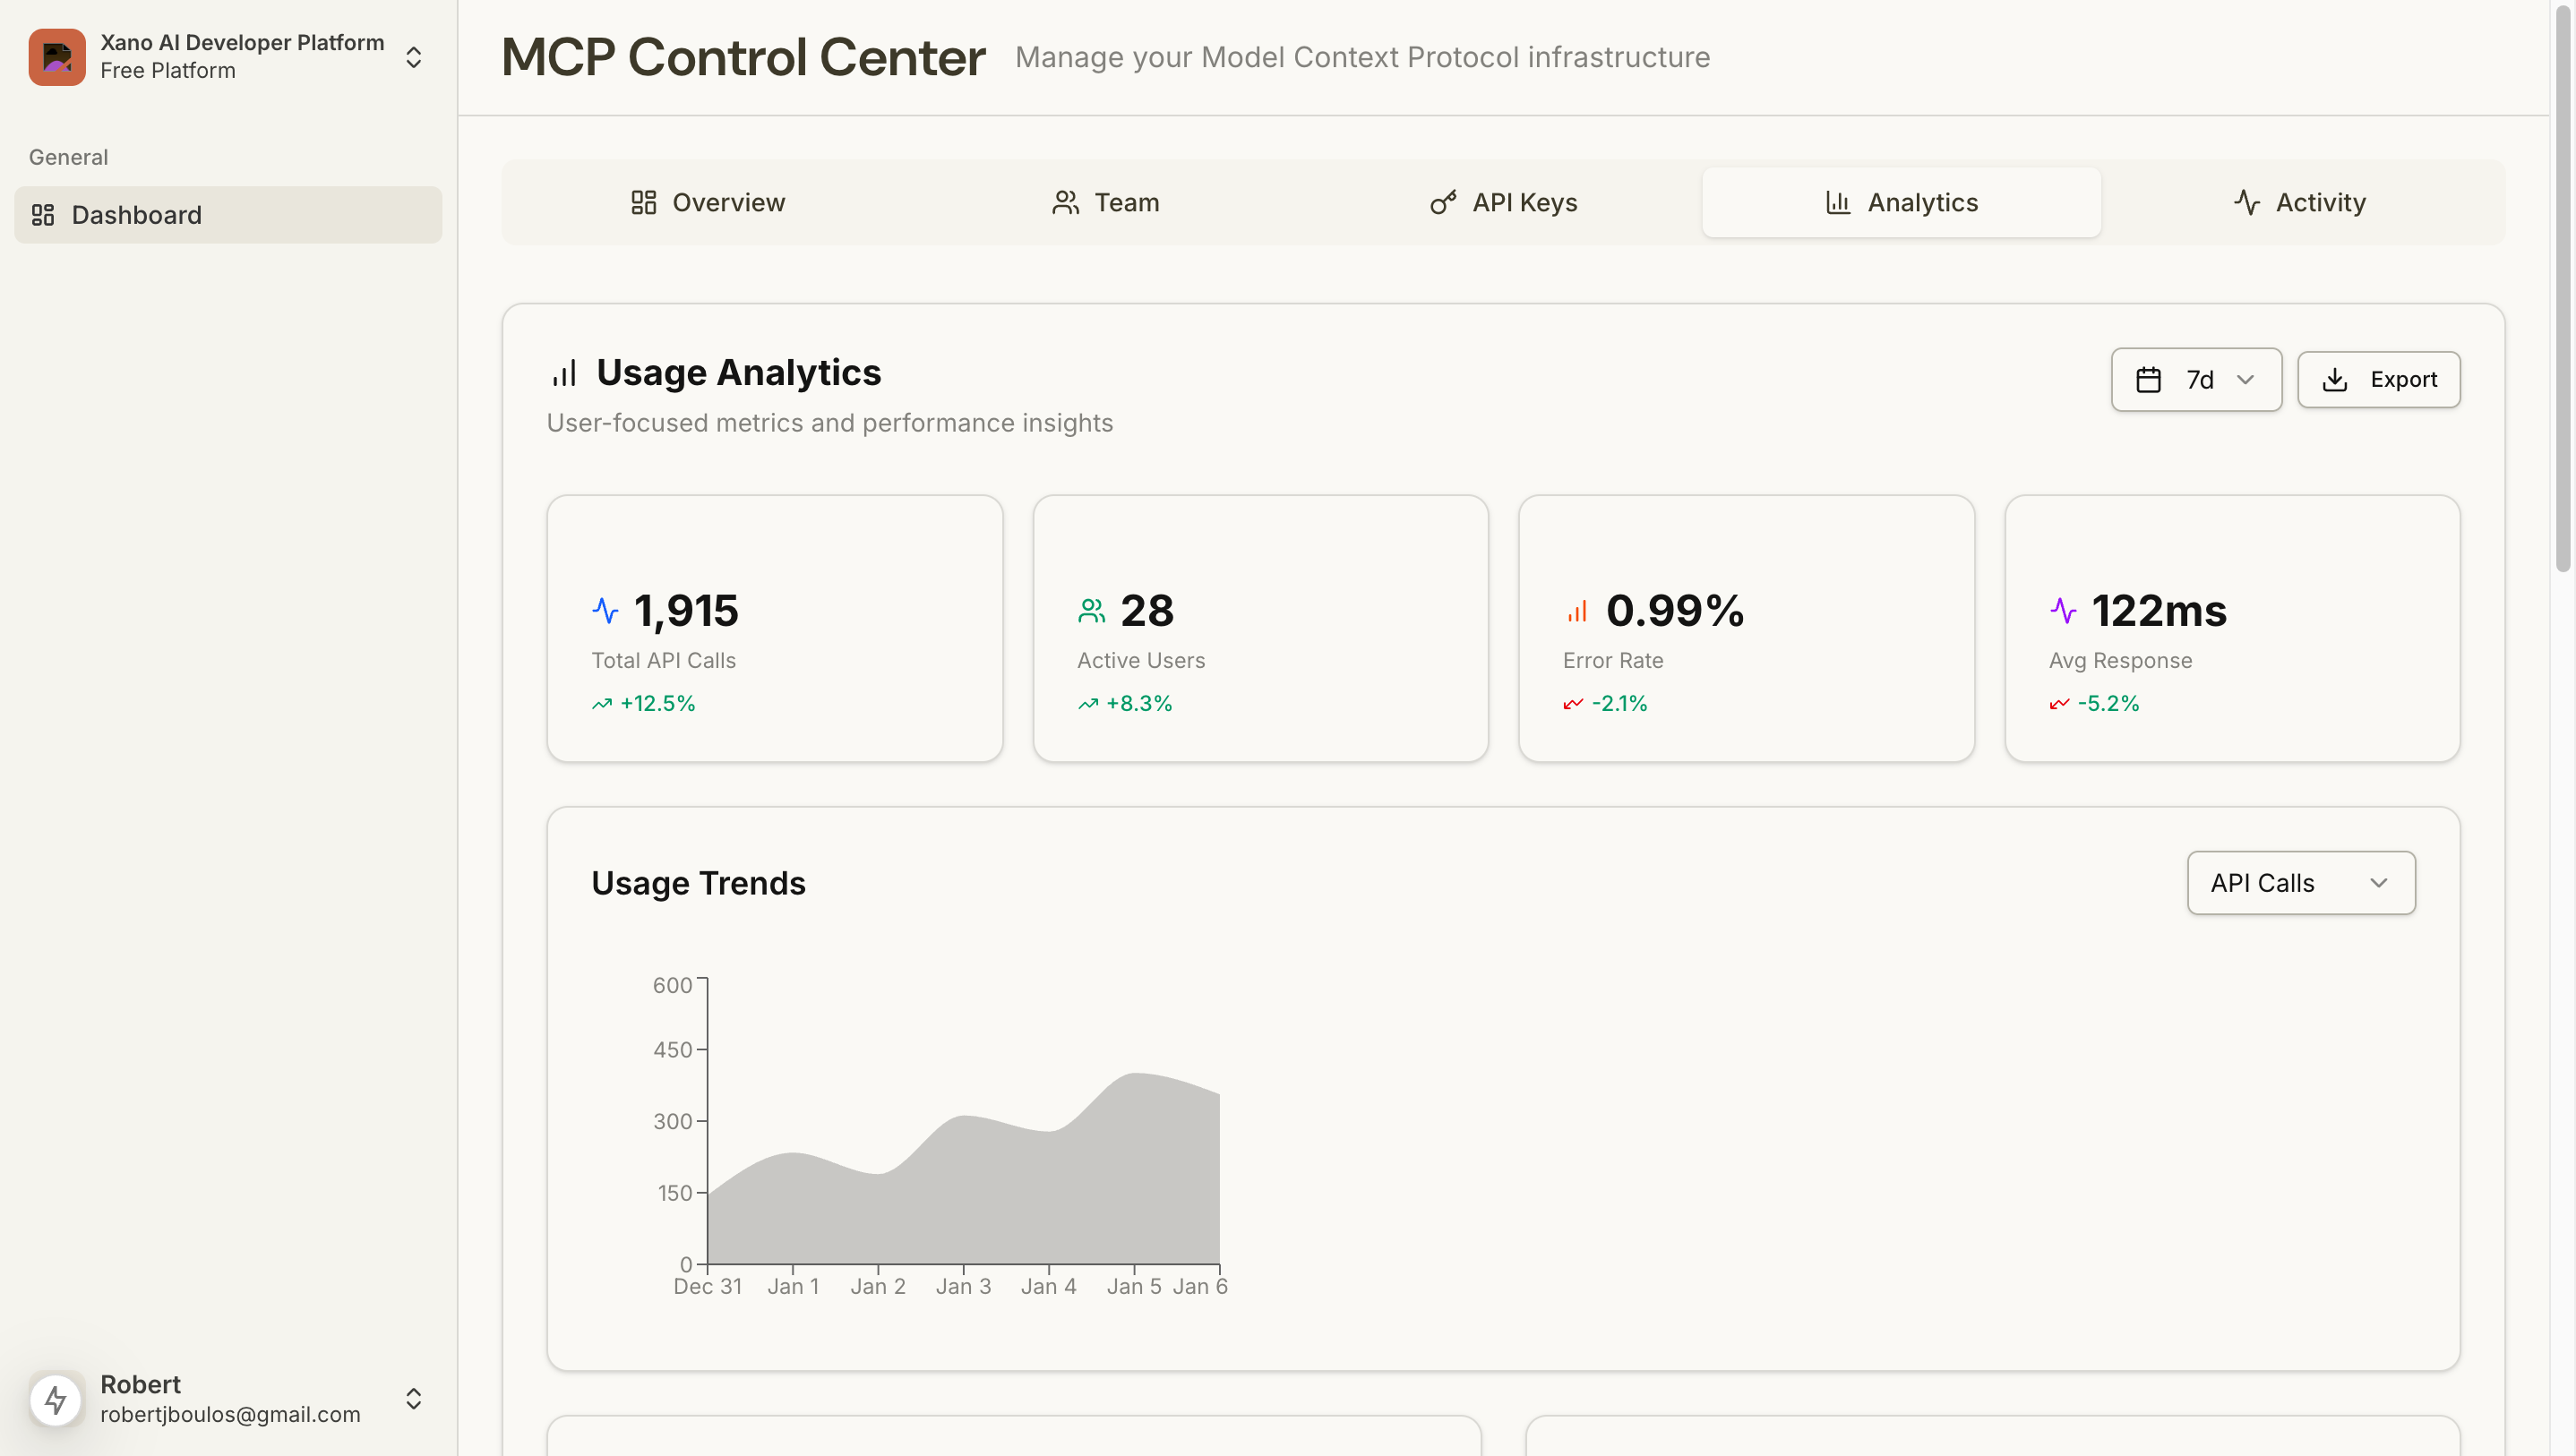 Xano AI Developer Platform
Free Platform
General
Dashboard
Robert
robertjboulos@gmail.com
MCP Control Center
Manage your Model Context Protocol infrastructure
Overview
Team
API Keys
Analytics
Activity
Usage Analytics
User-focused metrics and performance insights
7d
Export
1,915
Total API Calls
+12.5%
28
Active Users
+8.3%
0.99%
Error Rate
-2.1%
122ms
Avg Response
-5.2%
Usage Trends
API Calls
600
450
300
150
0
Dec 31 Jan 1 Jan 2 Jan 3 Jan 4 Jan 5 Jan 6